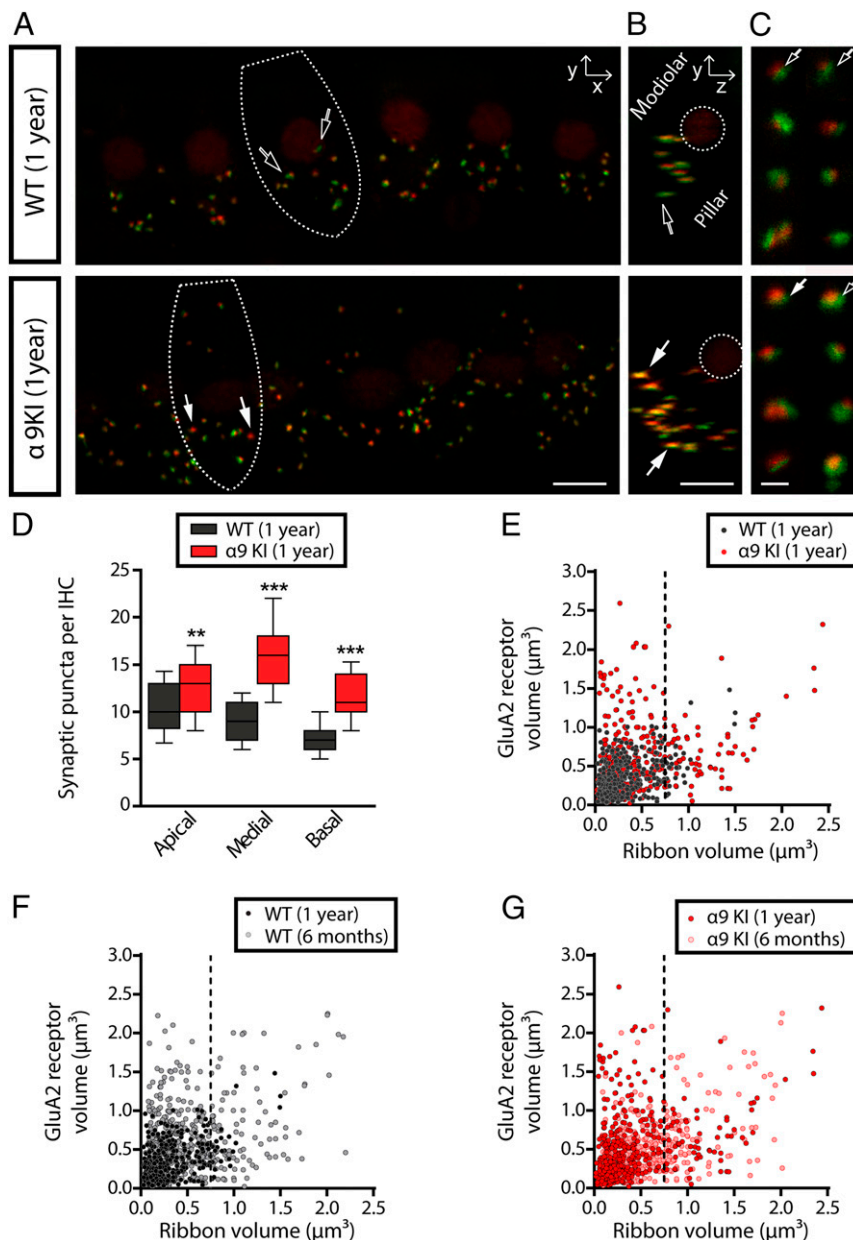 A
B
C
WT (1 year)
y
x
Modiolar
Pillar
y
z
α9KI (1year)
D
WT (1 year)
α9 KI (1 year)
Synaptic puncta per IHC
25
20
15
10
5
0
**
***
***
Apical
Medial
Basal
E
WT (1 year)
α9 KI (1 year)
GluA2 receptor
volume (μm³)
3.0
2.5
2.0
1.5
1.0
0.5
0.0
0.0 0.5 1.0 1.5 2.0 2.5
Ribbon volume (μm³)
F
WT (1 year)
WT (6 months)
GluA2 receptor
volume (μm³)
3.0
2.5
2.0
1.5
1.0
0.5
0.0
0.0 0.5 1.0 1.5 2.0 2.5
Ribbon volume (μm³)
G
α9 KI (1 year)
α9 KI (6 months)
GluA2 receptor
volume (μm³)
3.0
2.5
2.0
1.5
1.0
0.5
0.0
0.0 0.5 1.0 1.5 2.0 2.5
Ribbon volume (μm³)